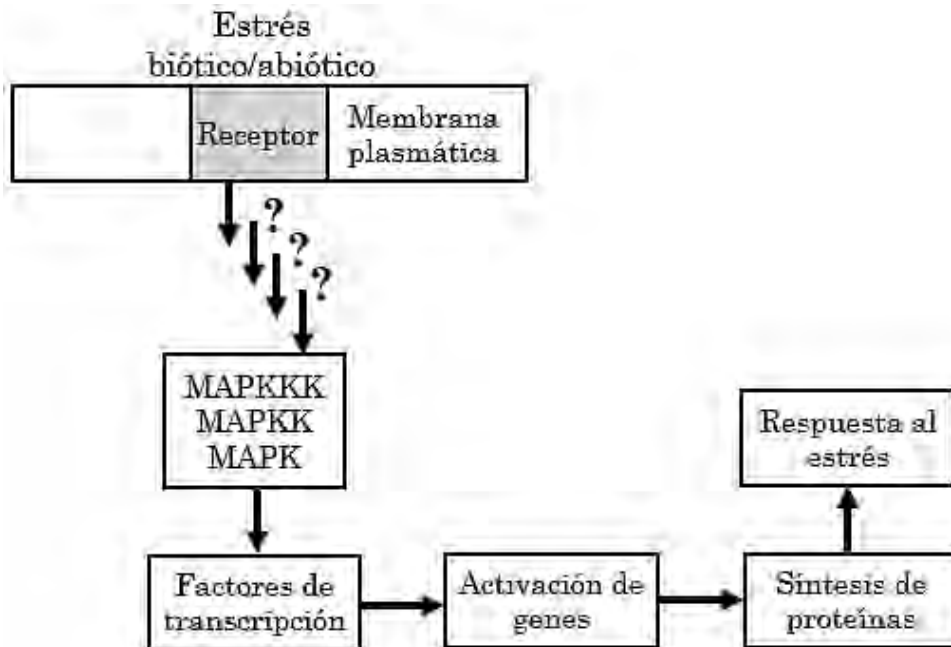 Estrés
biótico/abiótico
Receptor
Membrana
plasmática
?
?
?
MAPKKK
MAPKK
MAPK
Respuesta al
estrés
Factores de
transcripción
Activación de
genes
Síntesis de
proteínas